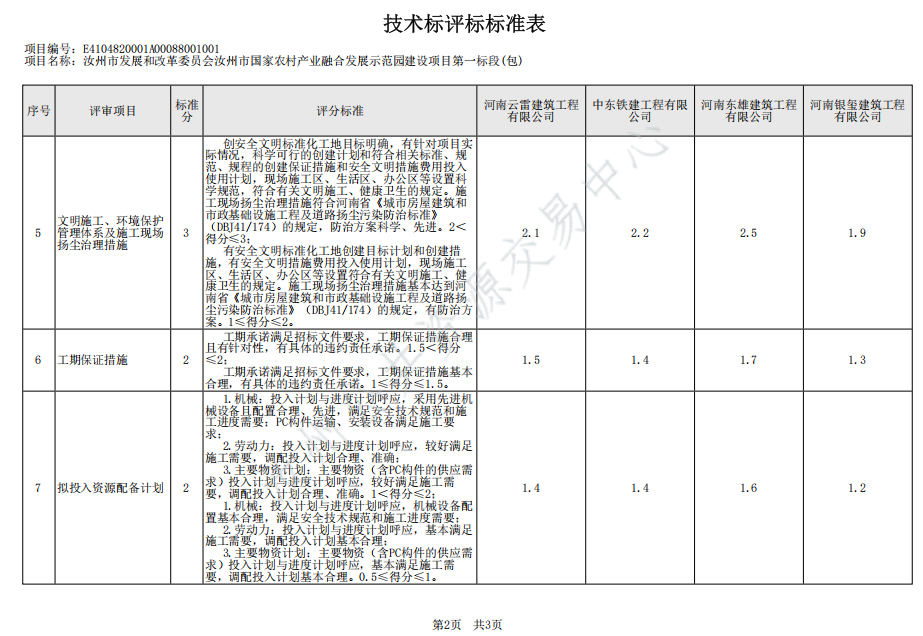 技术标评标标准表
项目编号：E4104820001A00088001001
项目名称：汝州市发展和改革委员会汝州市国家农村产业融合发展示范园建设项目第一标段(包)
序号 评审项目 标准分 评分标准 河南云雷建筑工程有限公司 中东铁建工程有限公司 河南东雄建筑工程有限公司 河南银玺建筑工程有限公司
5
文明施工、环境保护
管理体系及施工现场
扬尘治理措施
3
创安全文明标准化工地目标明确，有针对项目实
际情况，科学可行的创建计划和符合相关标准、规
范、规程的创建保证措施和安全文明措施费用投入
使用计划，现场施工区、生活区、办公区等设置科
学规范，符合有关文明施工、健康卫生的规定。施
工现场扬尘治理措施符合河南省《城市房屋建筑和
市政基础设施工程及道路扬尘污染防治标准》
（DBJ41/174）的规定，防治方案科学、先进。2＜
得分≤3；
有安全文明标准化工地创建目标计划和创建措
施，有安全文明措施费用投入使用计划，现场施工
区、生活区、办公区等设置符合有关文明施工、健
康卫生的规定。施工现场扬尘治理措施基本达到河
南省《城市房屋建筑和市政基础设施工程及道路扬
尘污染防治标准》（DBJ41/174）的规定，有防治方
案。1≤得分≤2。
2.1 2.2 2.5 1.9
6
工期保证措施
2
工期承诺满足招标文件要求，工期保证措施合理
且有针对性，有具体的违约责任承诺。1.5＜得分
≤2；
工期承诺满足招标文件要求，工期保证措施基本
合理，有具体的违约责任承诺。1≤得分≤1.5。
1.5 1.4 1.7 1.3
7
拟投入资源配备计划
2
1.机械：投入计划与进度计划呼应，采用先进机
械设备且配置合理、先进，满足安全技术规范和施
工进度需要；PC构件运输、安装设备满足施工要
求；
2.劳动力：投入计划与进度计划呼应，较好满足
施工需要，调配投入计划合理、准确；
3.主要物资计划：主要物资（含PC构件的供应需
求）投入计划与进度计划呼应，较好满足施工需
要，调配投入计划合理、准确。1＜得分≤2；
1.机械：投入计划与进度计划呼应，机械设备配
置基本合理，满足安全技术规范和施工进度需要；
2.劳动力：投入计划与进度计划呼应，基本满足
施工需要，调配投入计划基本合理；
3.主要物资计划：主要物资（含PC构件的供应需
求）投入计划与进度计划呼应，基本满足施工需
要，调配投入计划基本合理。0.5≤得分≤1。
1.4 1.4 1.6 1.2
第2页 共3页